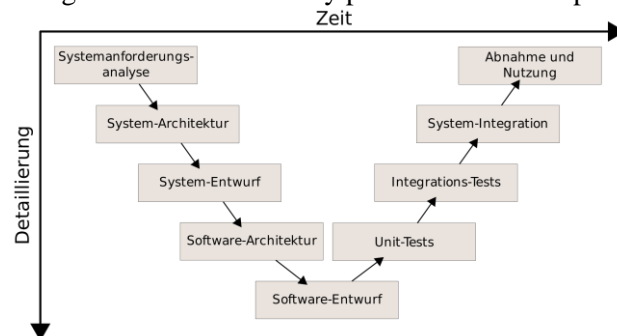 Zeit
Systemanforderungs-
analyse
Abnahme und
Nutzung
System-Architektur
System-Integration
Detaillierung
System-Entwurf
Integrations-Tests
Software-Architektur
Unit-Tests
Software-Entwurf